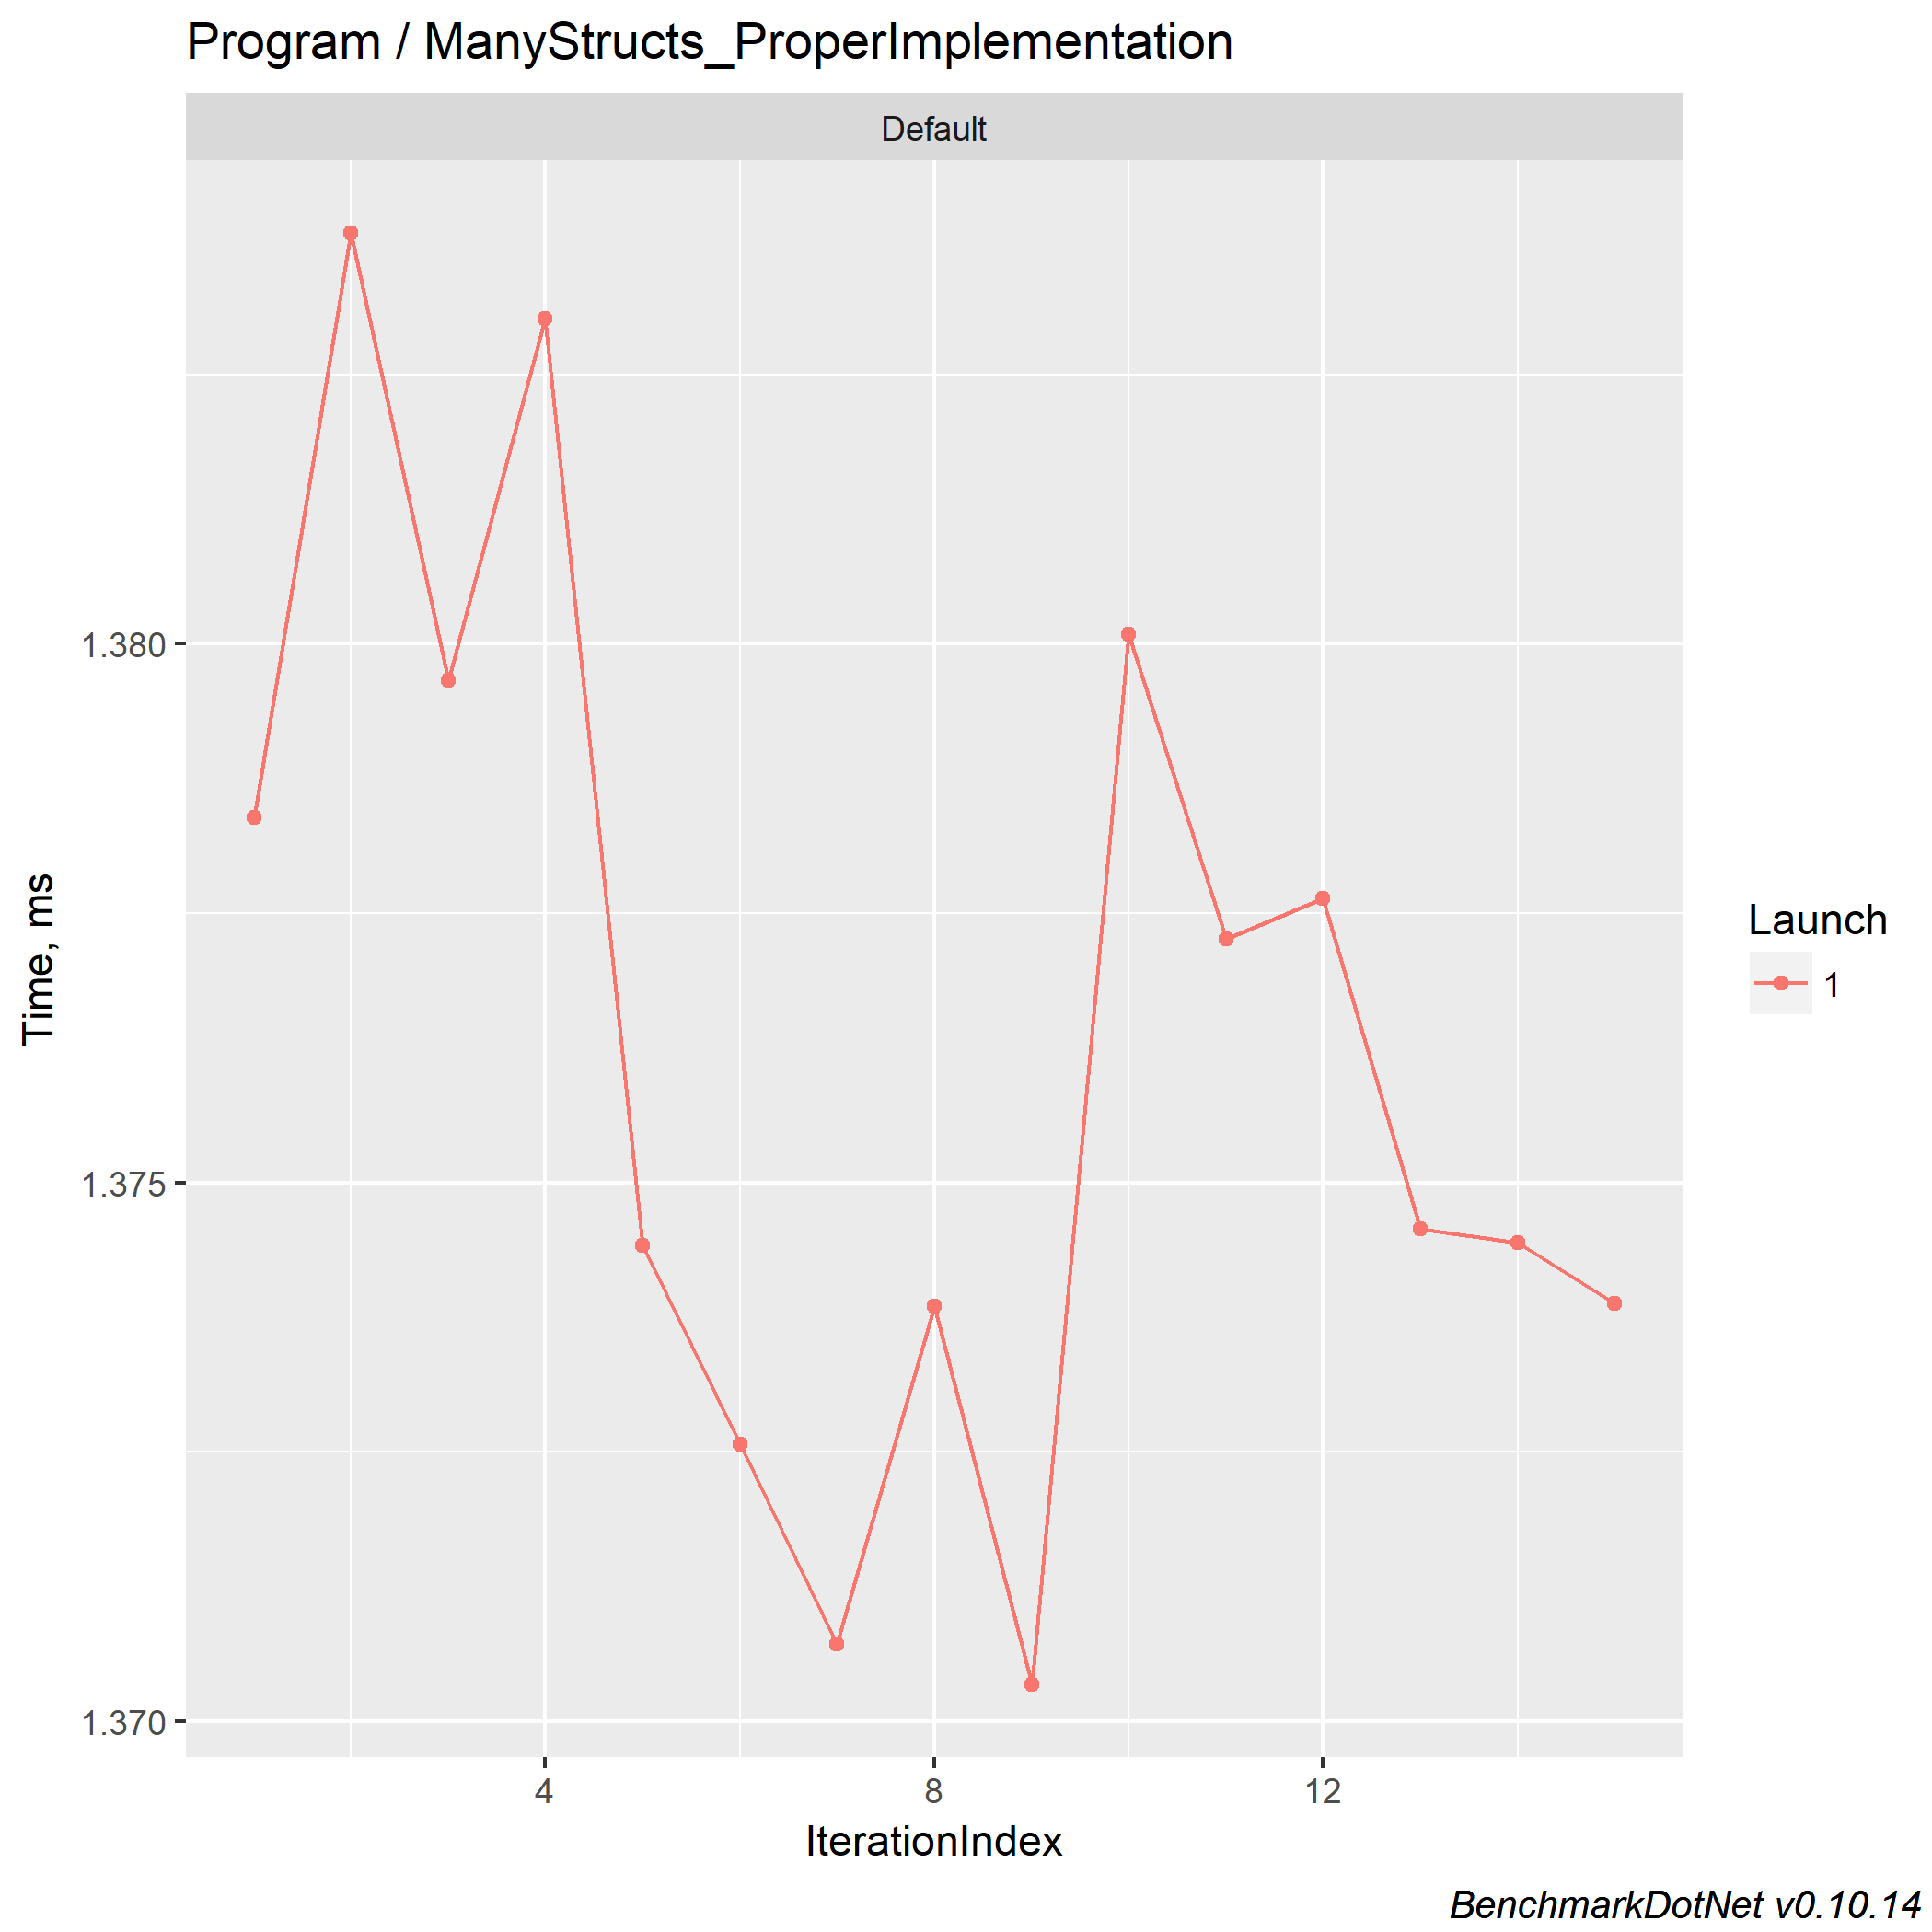 Program / ManyStructs_ProperImplementation
Default
1.380
1.375
1.370
Time, ms
4
8
12
IterationIndex
Launch
1
BenchmarkDotNet v0.10.14